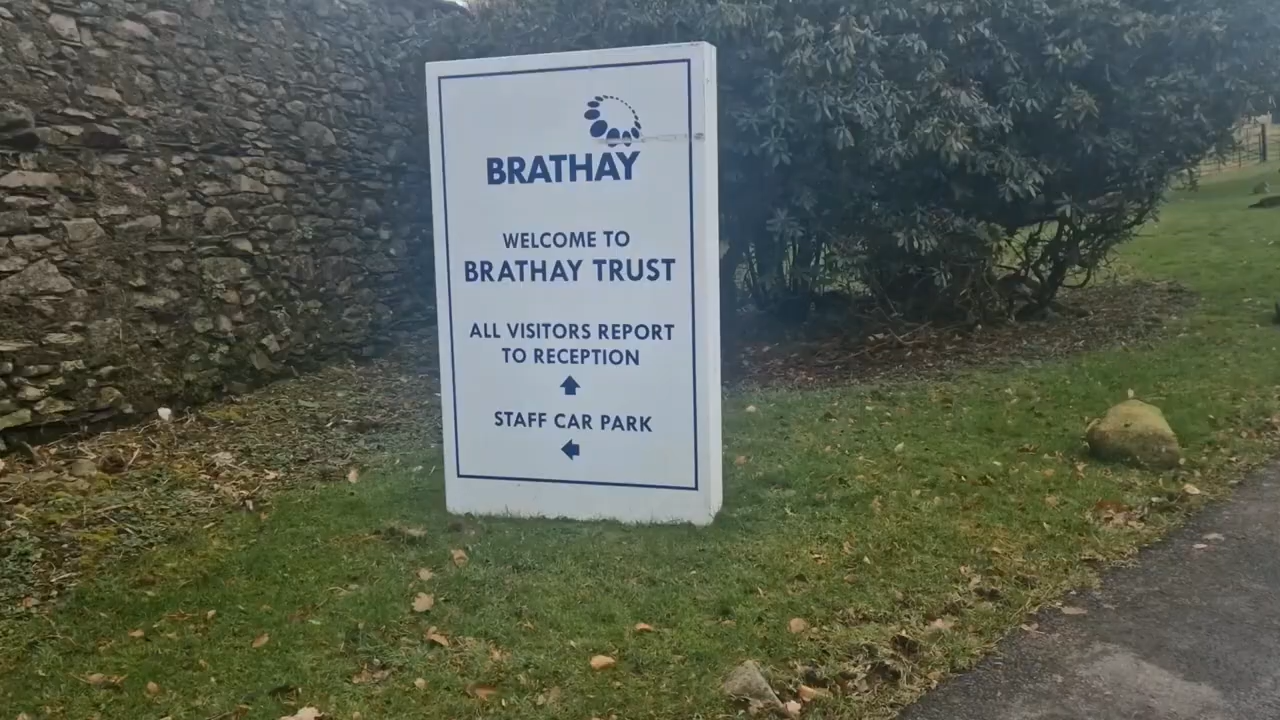 BRATHAY
WELCOME TO
BRATHAY TRUST
ALL VISITORS REPORT
TO RECEPTION
STAFF CAR PARK